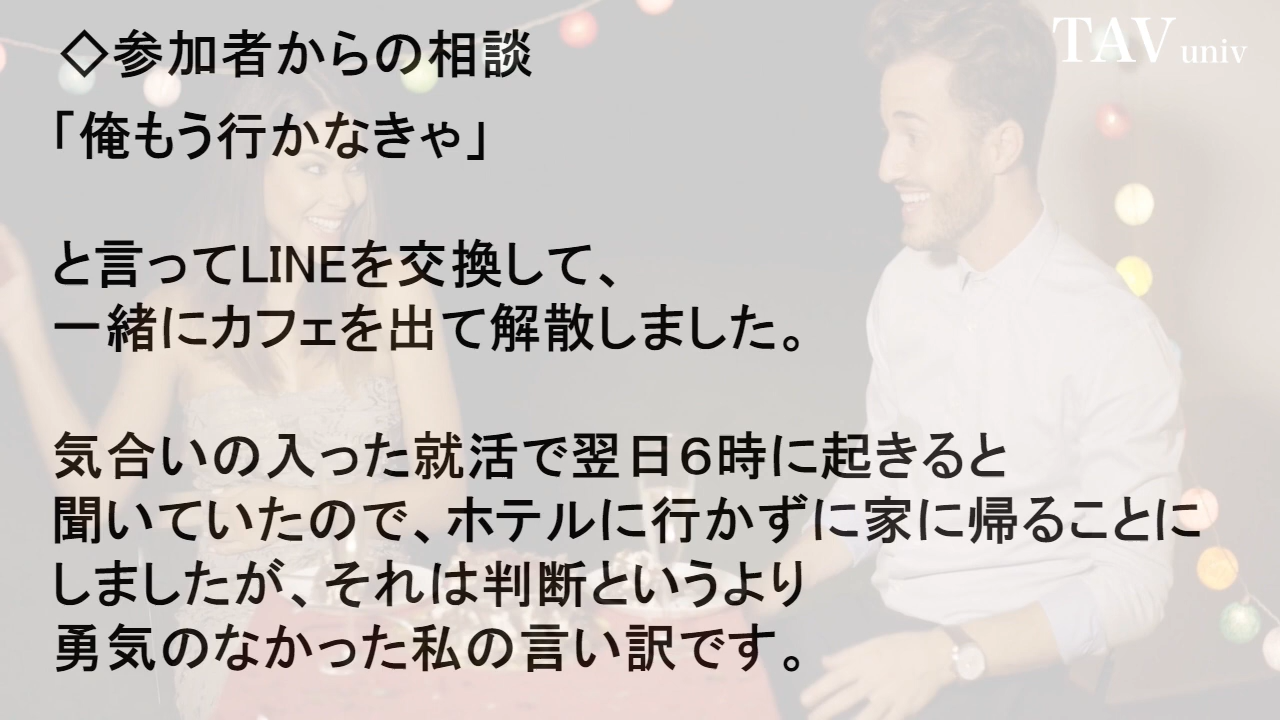 ◇参加者からの相談
TAV univ
「俺もう行かなきゃ」
と言ってLINEを交換して、
一緒にカフェを出て解散しました。
気合いの入った就活で翌日６時に起きると
聞いていたので、ホテルに行かずに家に帰ることに
しましたが、それは判断というより
勇気のなかった私の言い訳です。